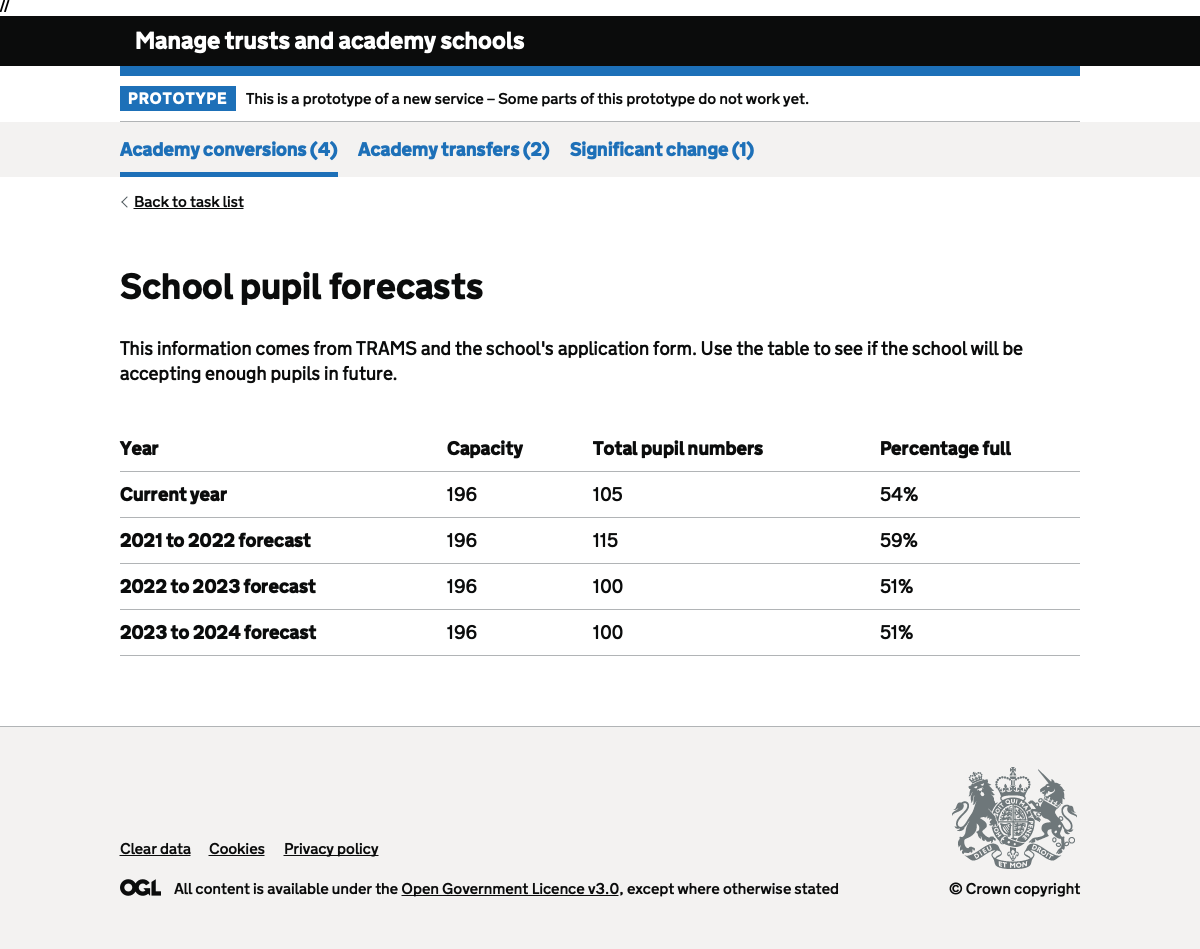 //
Manage trusts and academy schools
PROTOTYPE This is a prototype of a new service – Some parts of this prototype do not work yet.
Academy conversions (4) Academy transfers (2) Significant change (1)
Back to task list
School pupil forecasts
This information comes from TRAMS and the school's application form. Use the table to see if the school will be
accepting enough pupils in future.
Year Capacity Total pupil numbers Percentage full
Current year 196 105 54%
2021 to 2022 forecast 196 115 59%
2022 to 2023 forecast 196 100 51%
2023 to 2024 forecast 196 100 51%
DIEU ET MON DROIT
Clear data Cookies Privacy policy
OGL All content is available under the Open Government Licence v3.0, except where otherwise stated
© Crown copyright